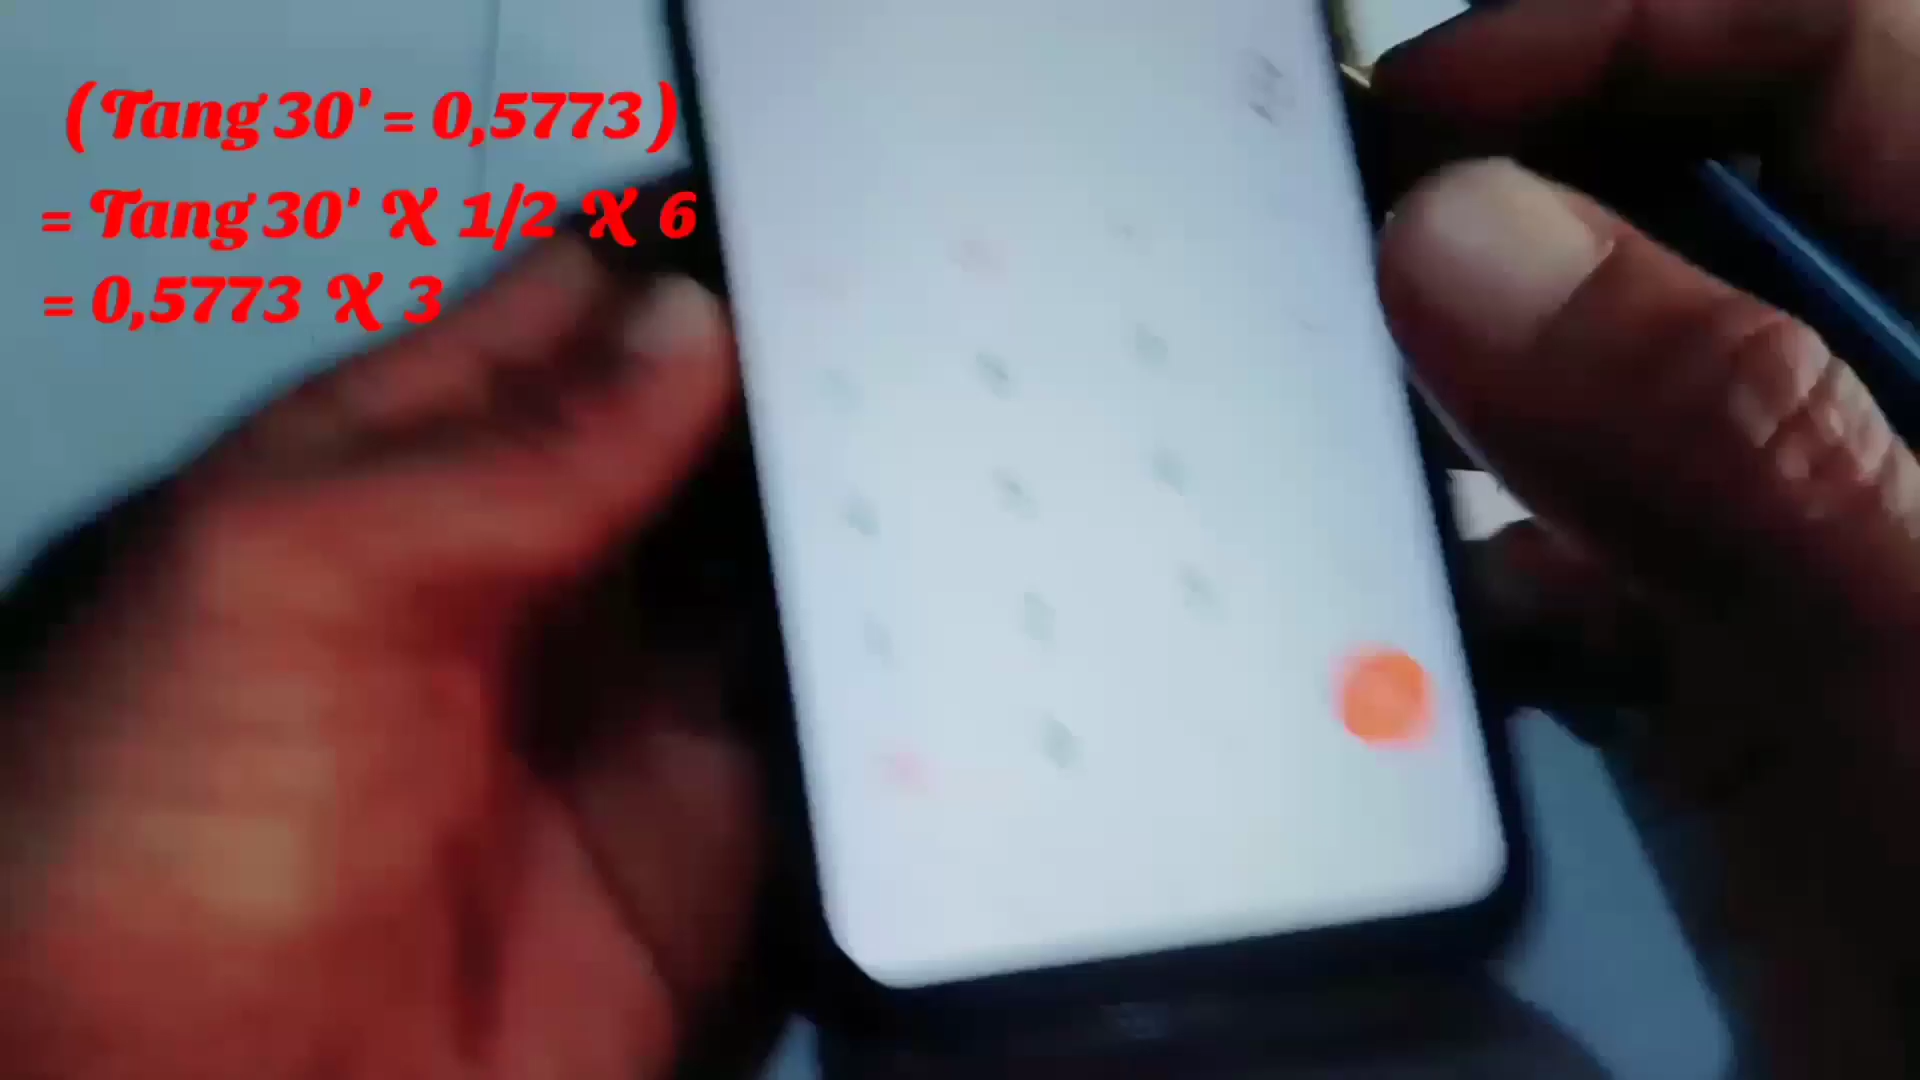 (Tang 30' = 0,5773)
= Tang 30' X 1/2 X 6
= 0,5773 X 3